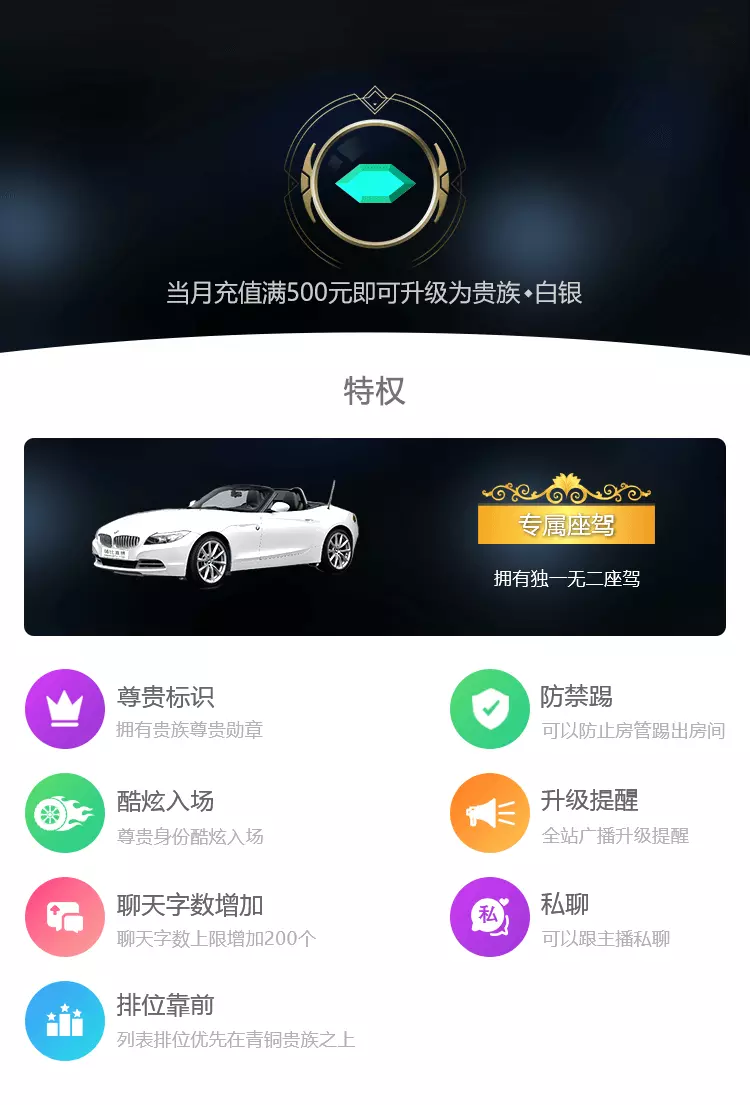 当月充值满500元即可升级为贵族◆白银
特权
专属座驾
拥有独一无二座驾
尊贵标识
拥有贵族尊贵勋章
防禁踢
可以防止房管踢出房间
酷炫入场
尊贵身份酷炫入场
升级提醒
全站广播升级提醒
聊天字数增加
聊天字数上限增加200个
私
私聊
可以跟主播私聊
排位靠前
列表排位优先在青铜贵族之上